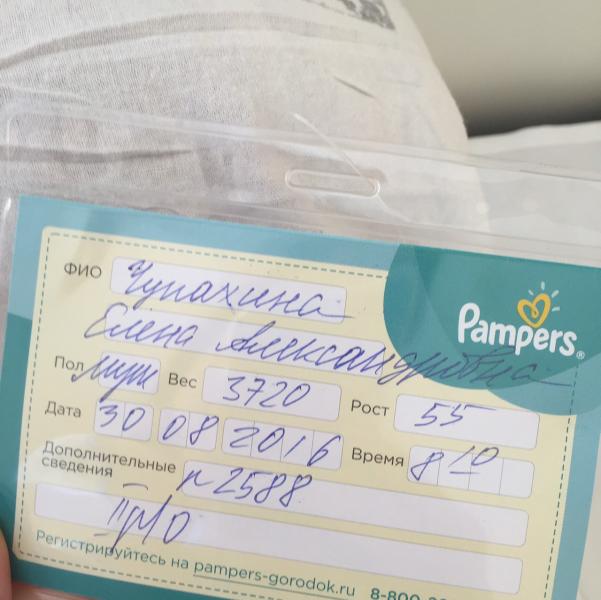 ФИО Чупахина
Елена Александровна
Pampers®
Пол муж Вес 3720 Рост 55
Дата 30 08 2016 Время 8 10
Дополнительные сведения n 2588
Регистрируйтесь на pampers-gorodok.ru 8-800-